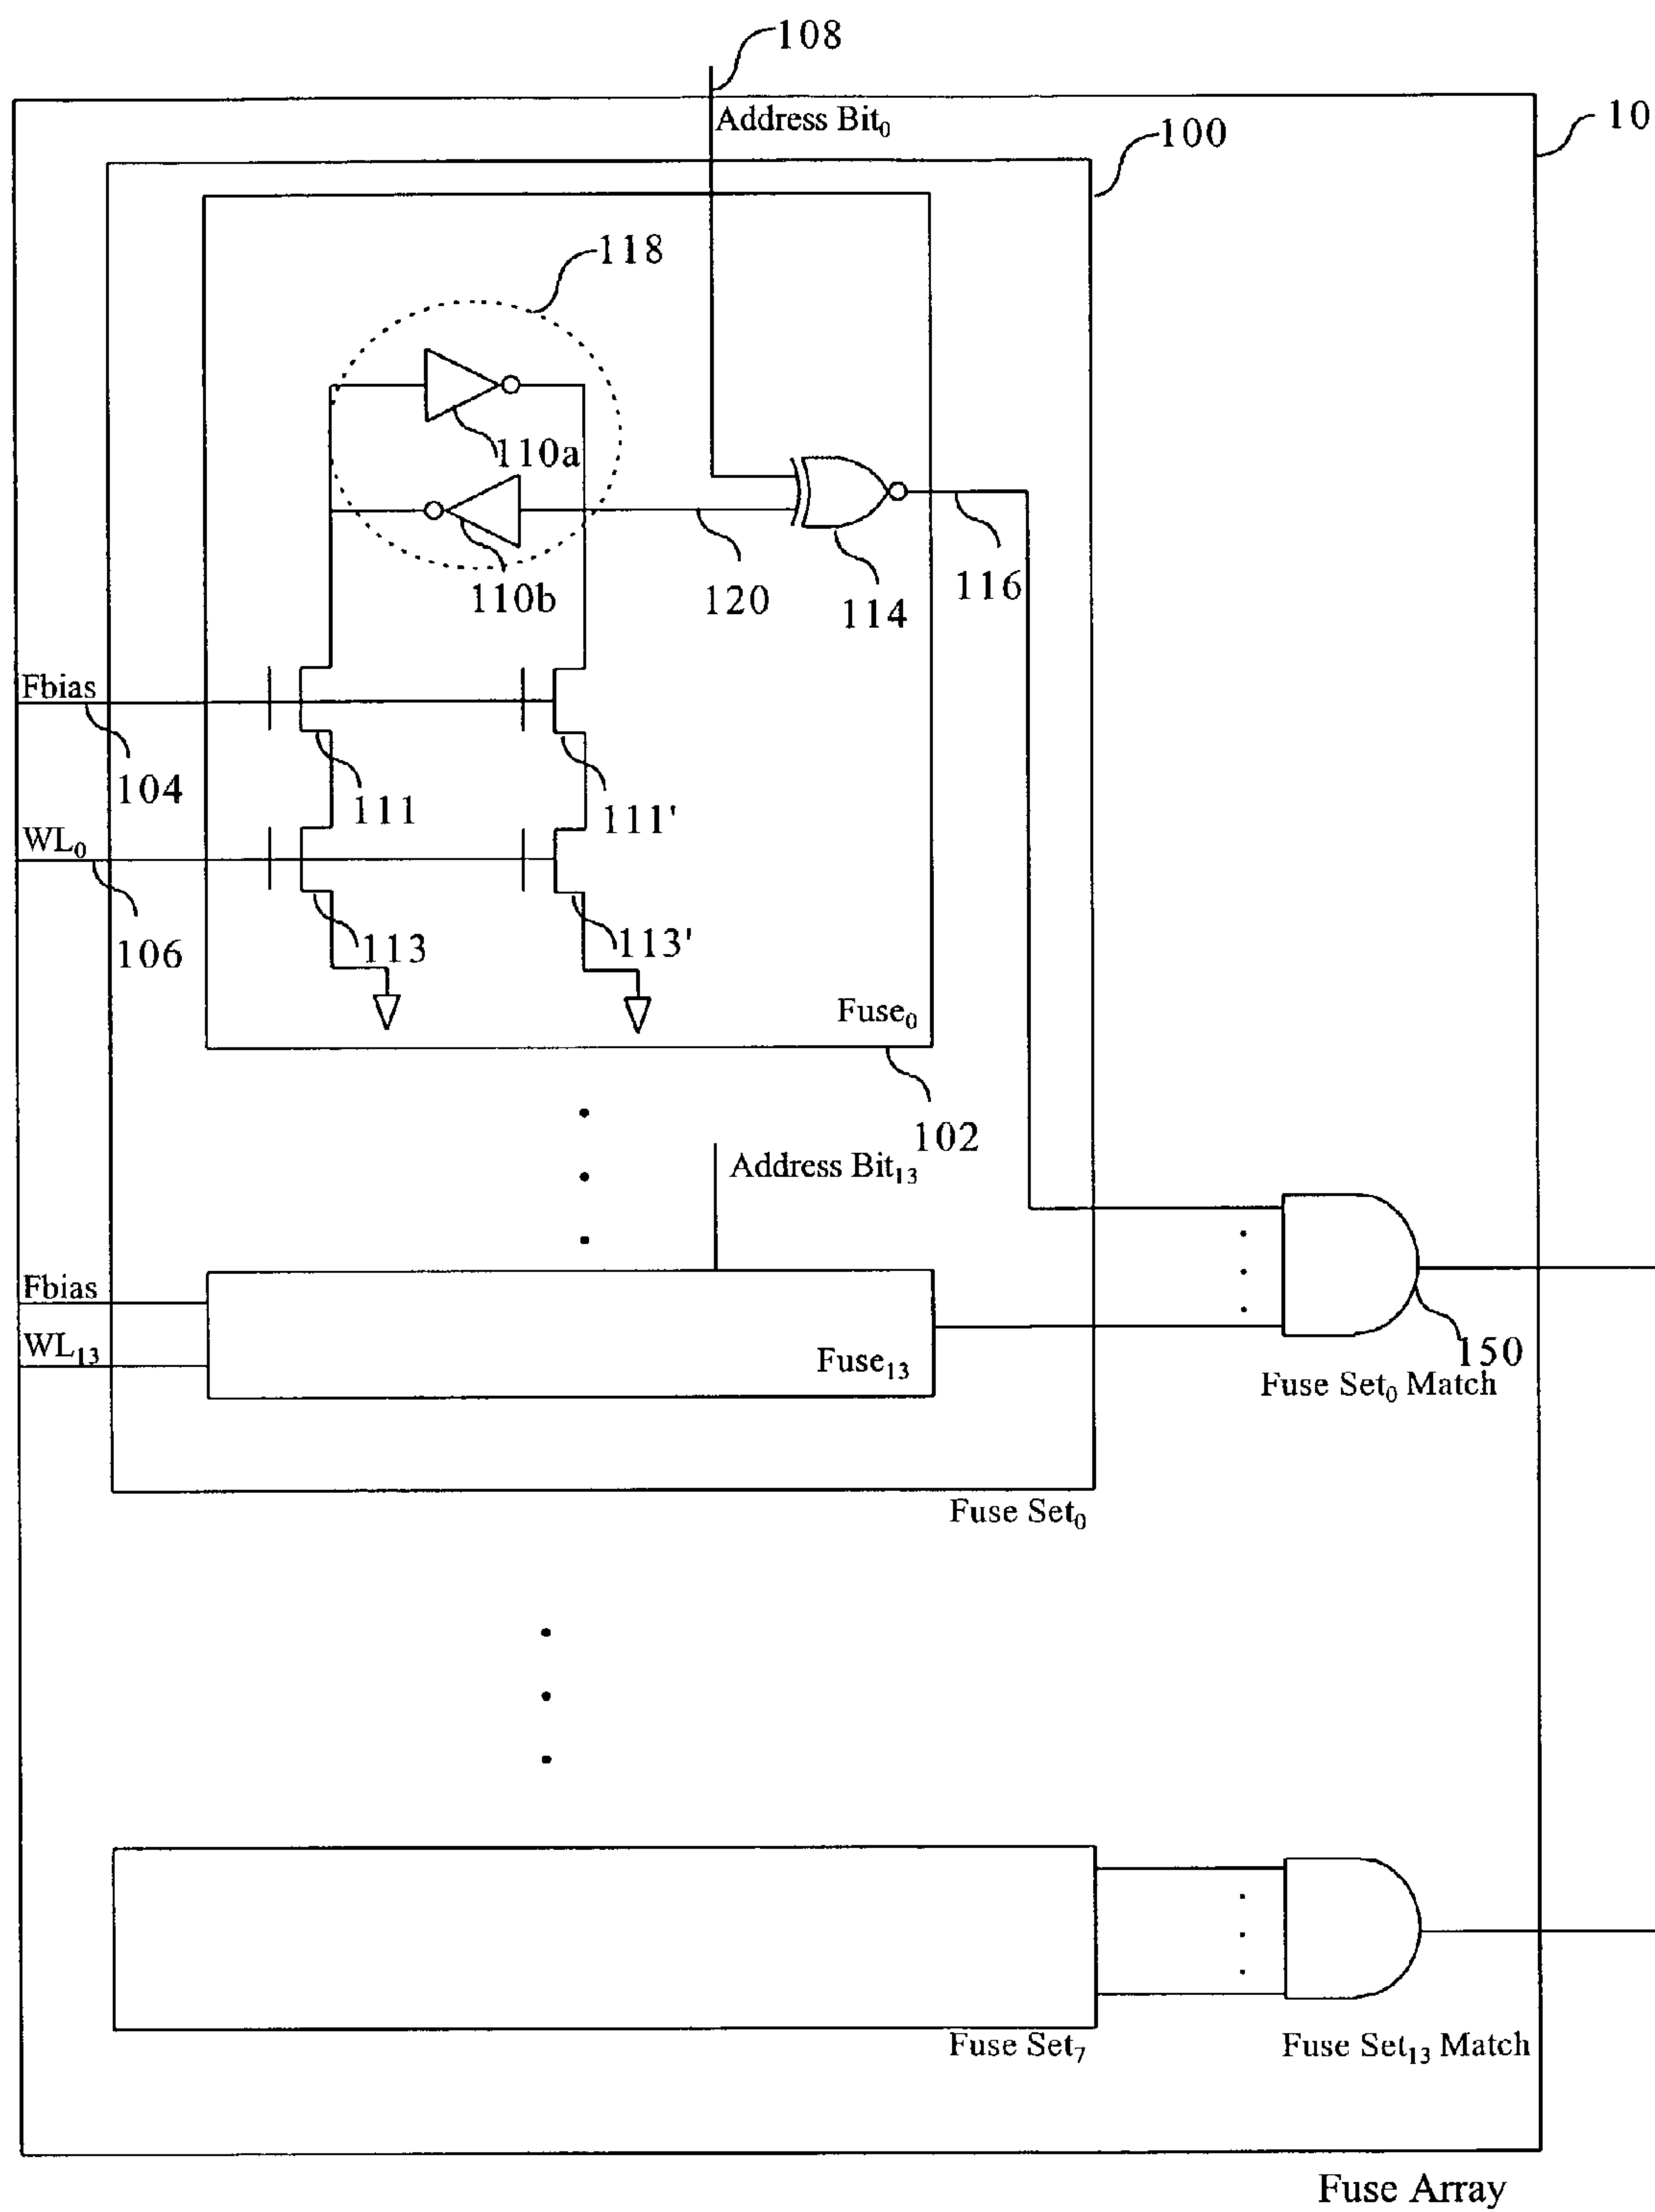 108
Address Bit₀
10
100
118
110a
110b
120
114
116
Fbias
104
111
111'
WL₀
106
113
113'
Fuse₀
102
Address Bit₁₃
Fbias
WL₁₃
Fuse₁₃
150
Fuse Set₀ Match
Fuse Set₀
Fuse Set₇
Fuse Set₁₃ Match
Fuse Array